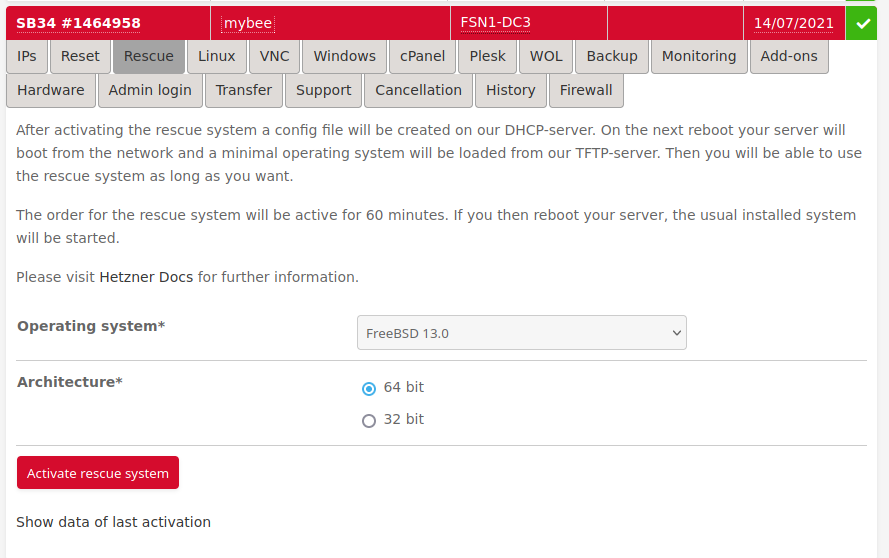 SB34 #1464958 mybee FSN1-DC3 14/07/2021
IPs Reset Rescue Linux VNC Windows cPanel Plesk WOL Backup Monitoring Add-ons
Hardware Admin login Transfer Support Cancellation History Firewall
After activating the rescue system a config file will be created on our DHCP-server. On the next reboot your server will
boot from the network and a minimal operating system will be loaded from our TFTP-server. Then you will be able to use
the rescue system as long as you want.
The order for the rescue system will be active for 60 minutes. If you then reboot your server, the usual installed system
will be started.
Please visit Hetzner Docs for further information.
Operating system* FreeBSD 13.0
Architecture* 64 bit
32 bit
Activate rescue system
Show data of last activation